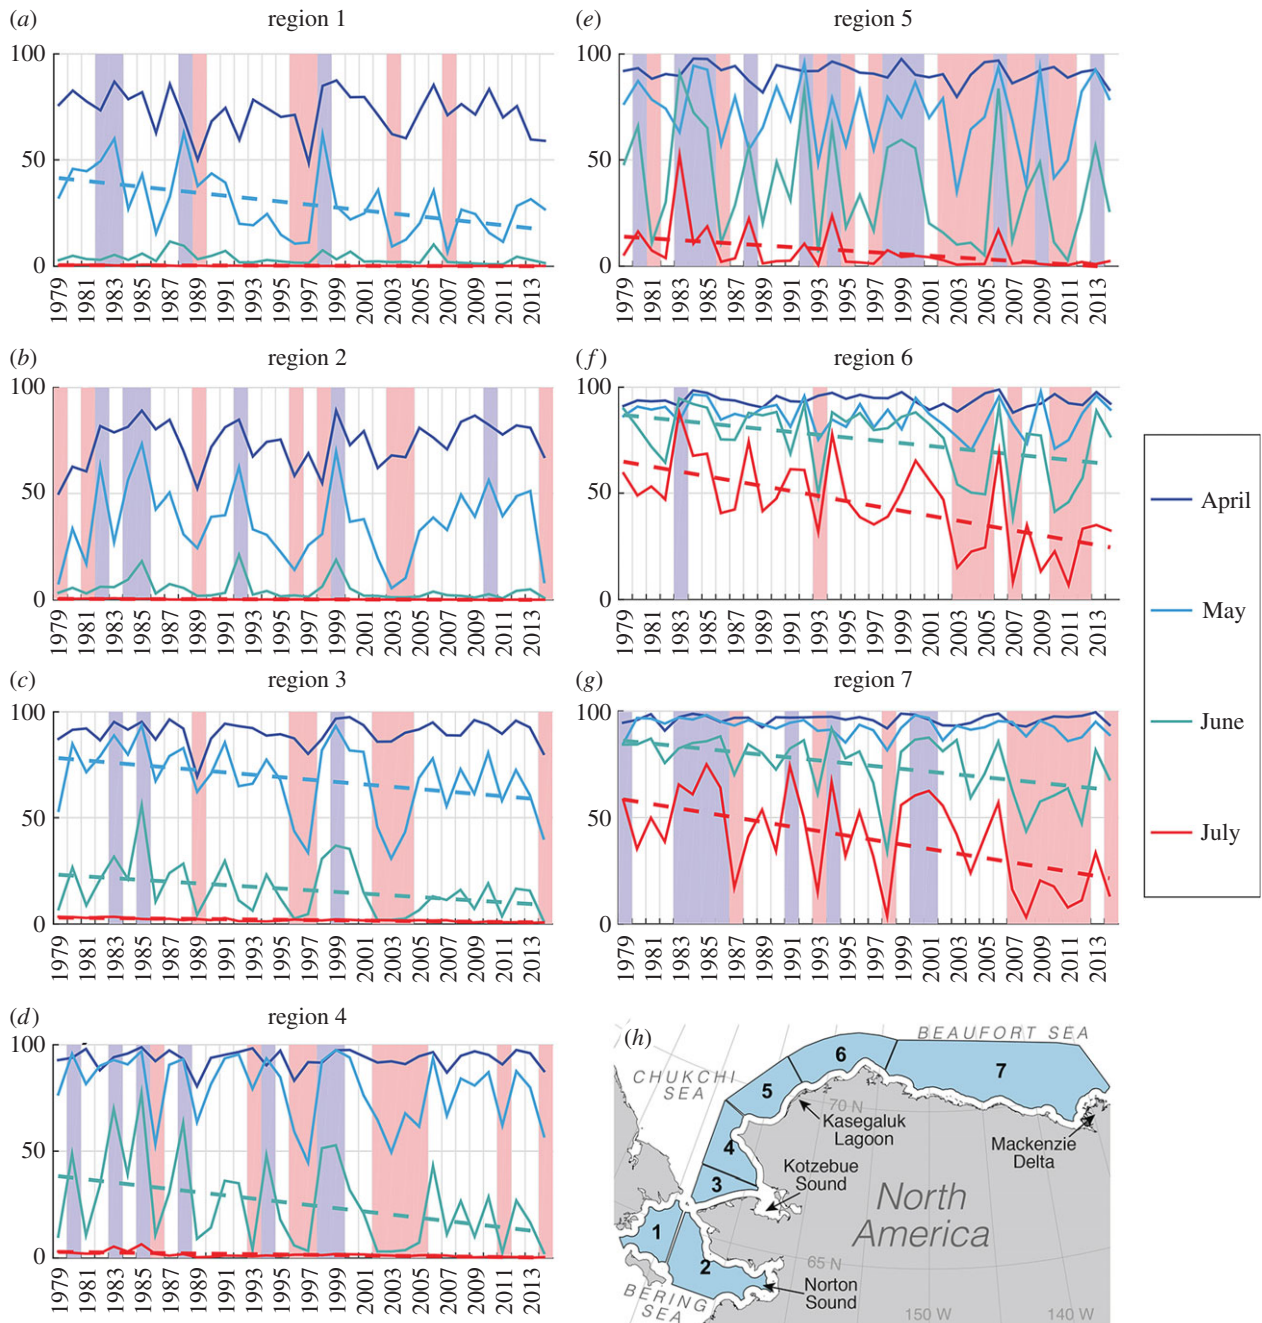 (a) region 1
100
50
0
1979 1981 1983 1985 1987 1989 1991 1993 1995 1997 1999 2001 2003 2005 2007 2009 2011 2013
(b) region 2
100
50
0
1979 1981 1983 1985 1987 1989 1991 1993 1995 1997 1999 2001 2003 2005 2007 2009 2011 2013
(c) region 3
100
50
0
1979 1981 1983 1985 1987 1989 1991 1993 1995 1997 1999 2001 2003 2005 2007 2009 2011 2013
(d) region 4
100
50
0
1979 1981 1983 1985 1987 1989 1991 1993 1995 1997 1999 2001 2003 2005 2007 2009 2011 2013
(e) region 5
100
50
0
1979 1981 1983 1985 1987 1989 1991 1993 1995 1997 1999 2001 2003 2005 2007 2009 2011 2013
(f) region 6
100
50
0
1979 1981 1983 1985 1987 1989 1991 1993 1995 1997 1999 2001 2003 2005 2007 2009 2011 2013
(g) region 7
100
50
0
1979 1981 1983 1985 1987 1989 1991 1993 1995 1997 1999 2001 2003 2005 2007 2009 2011 2013
April
May
June
July
(h)
BEAUFORT SEA
CHUKCHI
SEA
6
7
5
70 N
Kasegaluk
Lagoon
Mackenzie
Delta
4
Kotzebue
Sound
3
North
America
1
2
65 N
Norton
Sound
BERING
SEA
150 W
140 W